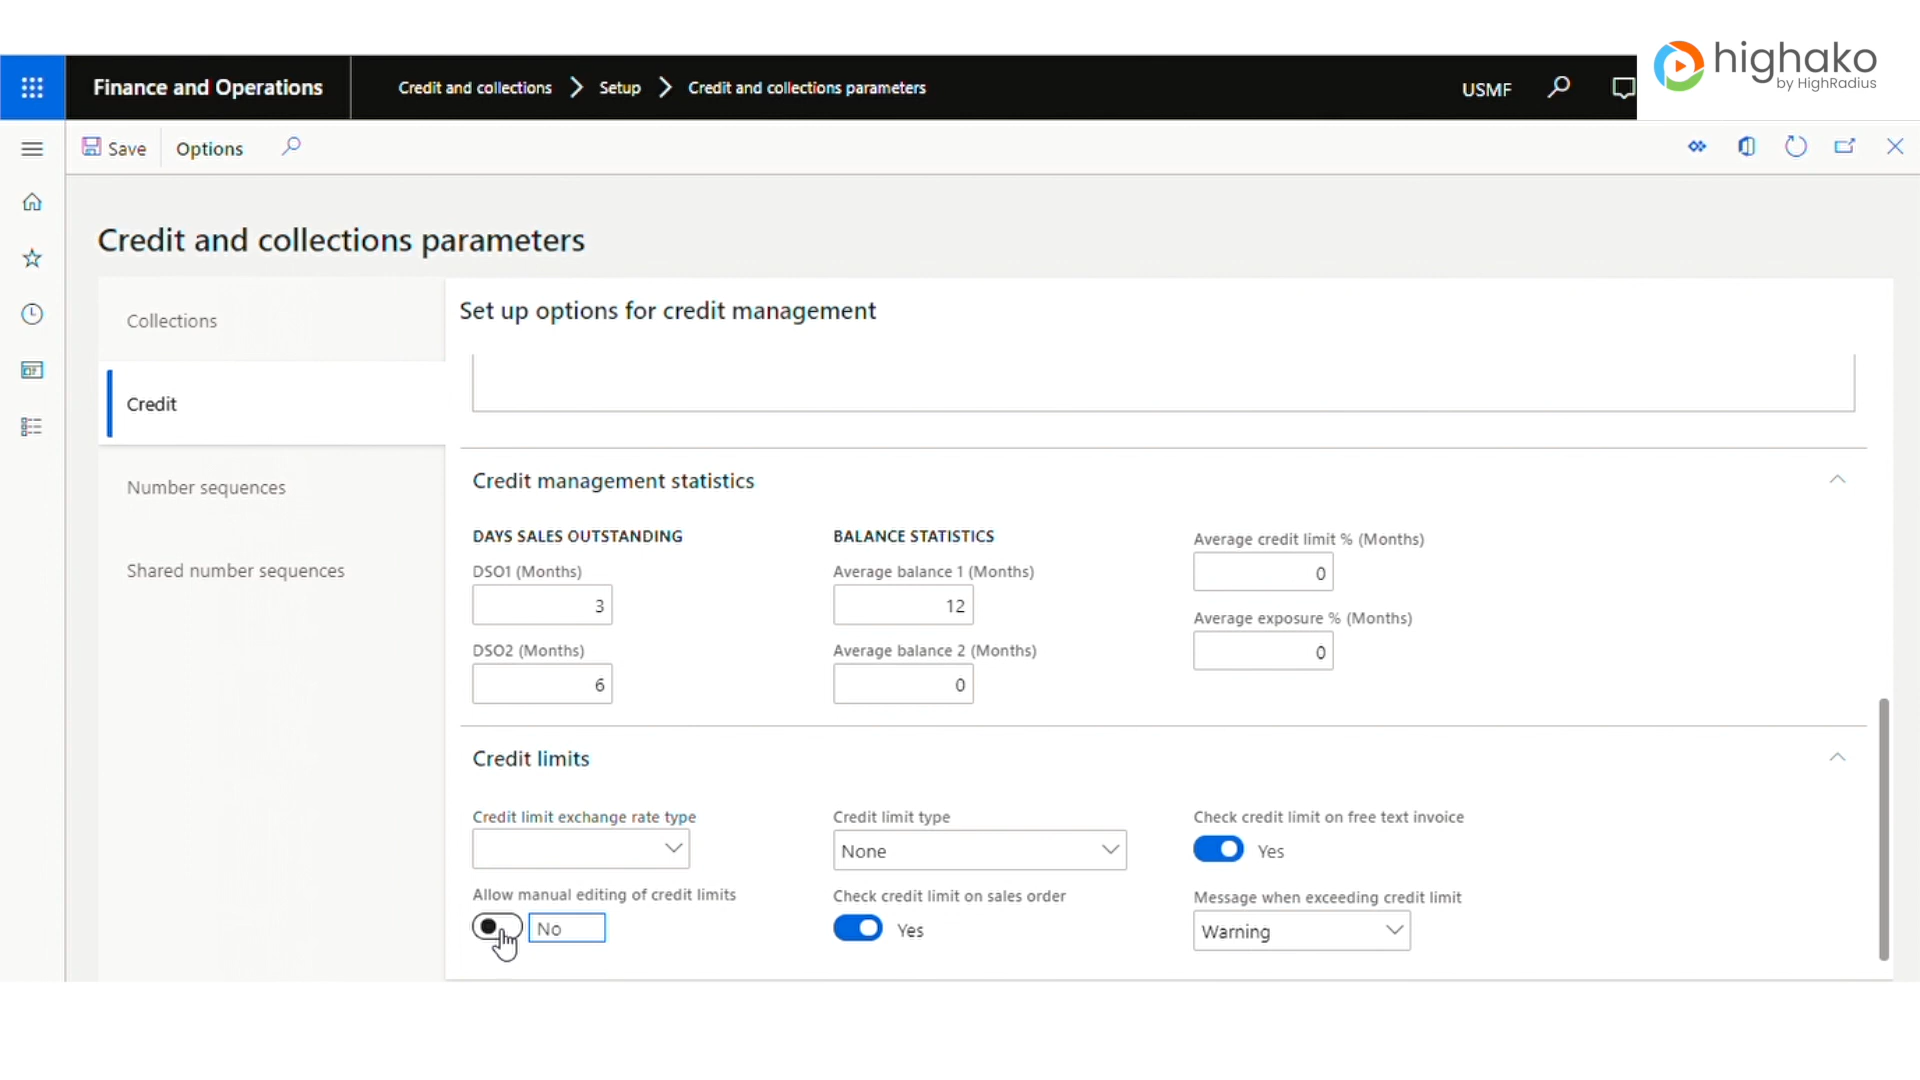 highako
by HighRadius
Finance and Operations
Credit and collections
Setup
Credit and collections parameters
USMF
Save
Options
Credit and collections parameters
Collections
Credit
Number sequences
Shared number sequences
Set up options for credit management
Credit management statistics
DAYS SALES OUTSTANDING
DSO1 (Months)
3
DSO2 (Months)
6
BALANCE STATISTICS
Average balance 1 (Months)
12
Average balance 2 (Months)
0
Average credit limit % (Months)
0
Average exposure % (Months)
0
Credit limits
Credit limit exchange rate type
Allow manual editing of credit limits
No
Credit limit type
None
Check credit limit on sales order
Yes
Check credit limit on free text invoice
Yes
Message when exceeding credit limit
Warning